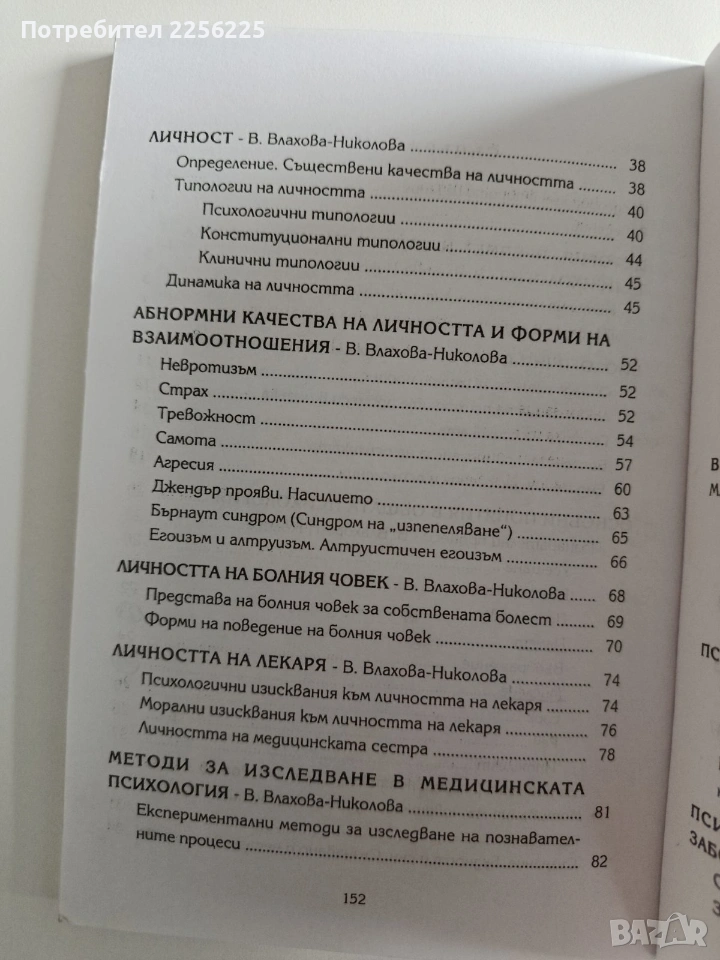 Потребител 2256225
ЛИЧНОСТ - В. Влахова-Николова ........ 38
Определение. Съществени качества на личността ........ 38
Типологии на личността ........ 40
Психологични типологии ........ 40
Конституционални типологии ........ 44
Клинични типологии ........ 45
Динамика на личността ........ 45
АБНОРМНИ КАЧЕСТВА НА ЛИЧНОСТТА И ФОРМИ НА
ВЗАИМООТНОШЕНИЯ - В. Влахова-Николова ........ 52
Невротизъм ........ 52
Страх ........ 52
Тревожност ........ 54
Самота ........ 57
Агресия ........ 60
Джендър прояви. Насилието ........ 63
Бърнаут синдром (Синдром на „изпепеляване“) ........ 65
Егоизъм и алтруизъм. Алтруистичен егоизъм ........ 66
ЛИЧНОСТТА НА БОЛНИЯ ЧОВЕК - В. Влахова-Николова ........ 68
Представа на болния човек за собствената болест ........ 69
Форми на поведение на болния човек ........ 70
ЛИЧНОСТТА НА ЛЕКАРЯ - В. Влахова-Николова ........ 74
Психологични изисквания към личността на лекаря ........ 74
Морални изисквания към личността на лекаря ........ 76
Личността на медицинската сестра ........ 78
МЕТОДИ ЗА ИЗСЛЕДВАНЕ В МЕДИЦИНСКАТА
ПСИХОЛОГИЯ - В. Влахова-Николова ........ 81
Експериментални методи за изследване на познавател-
ните процеси ........ 82
152
BAZAR